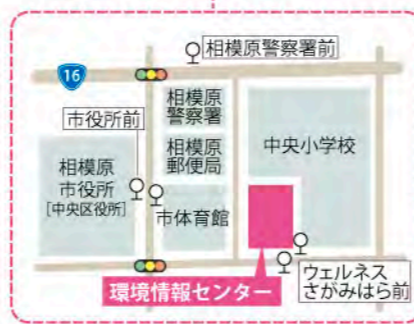 相模原警察署前
16
市役所前
相模原
警察署
相模原
郵便局
中央小学校
相模原
市役所
[中央区役所]
市体育館
環境情報センター
ウェルネス
さがみはら前